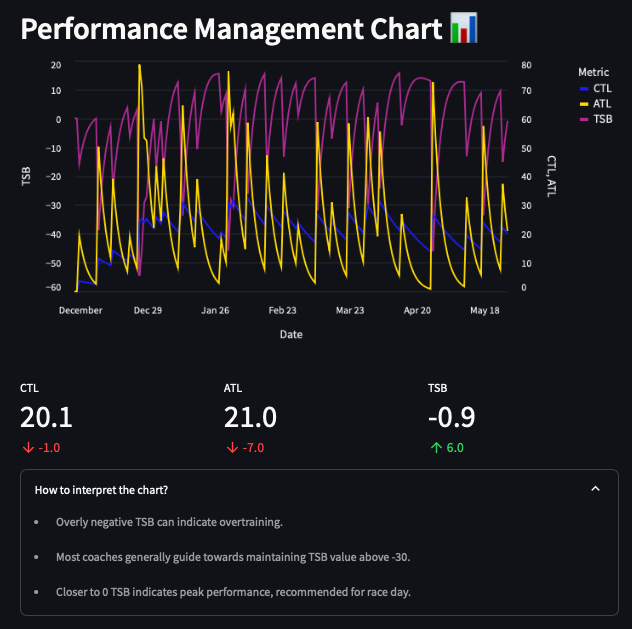 Performance Management Chart 📊
Metric
CTL
ATL
TSB
20
10
0
−10
−20
−30
−40
−50
−60
TSB
80
70
60
50
40
30
20
10
0
CTL, ATL
December Dec 29 Jan 26 Feb 23 Mar 23 Apr 20 May 18
Date
CTL ATL TSB
20.1 21.0 -0.9
↓ -1.0 ↓ -7.0 ↑ 6.0
How to interpret the chart?
• Overly negative TSB can indicate overtraining.
• Most coaches generally guide towards maintaining TSB value above -30.
• Closer to 0 TSB indicates peak performance, recommended for race day.